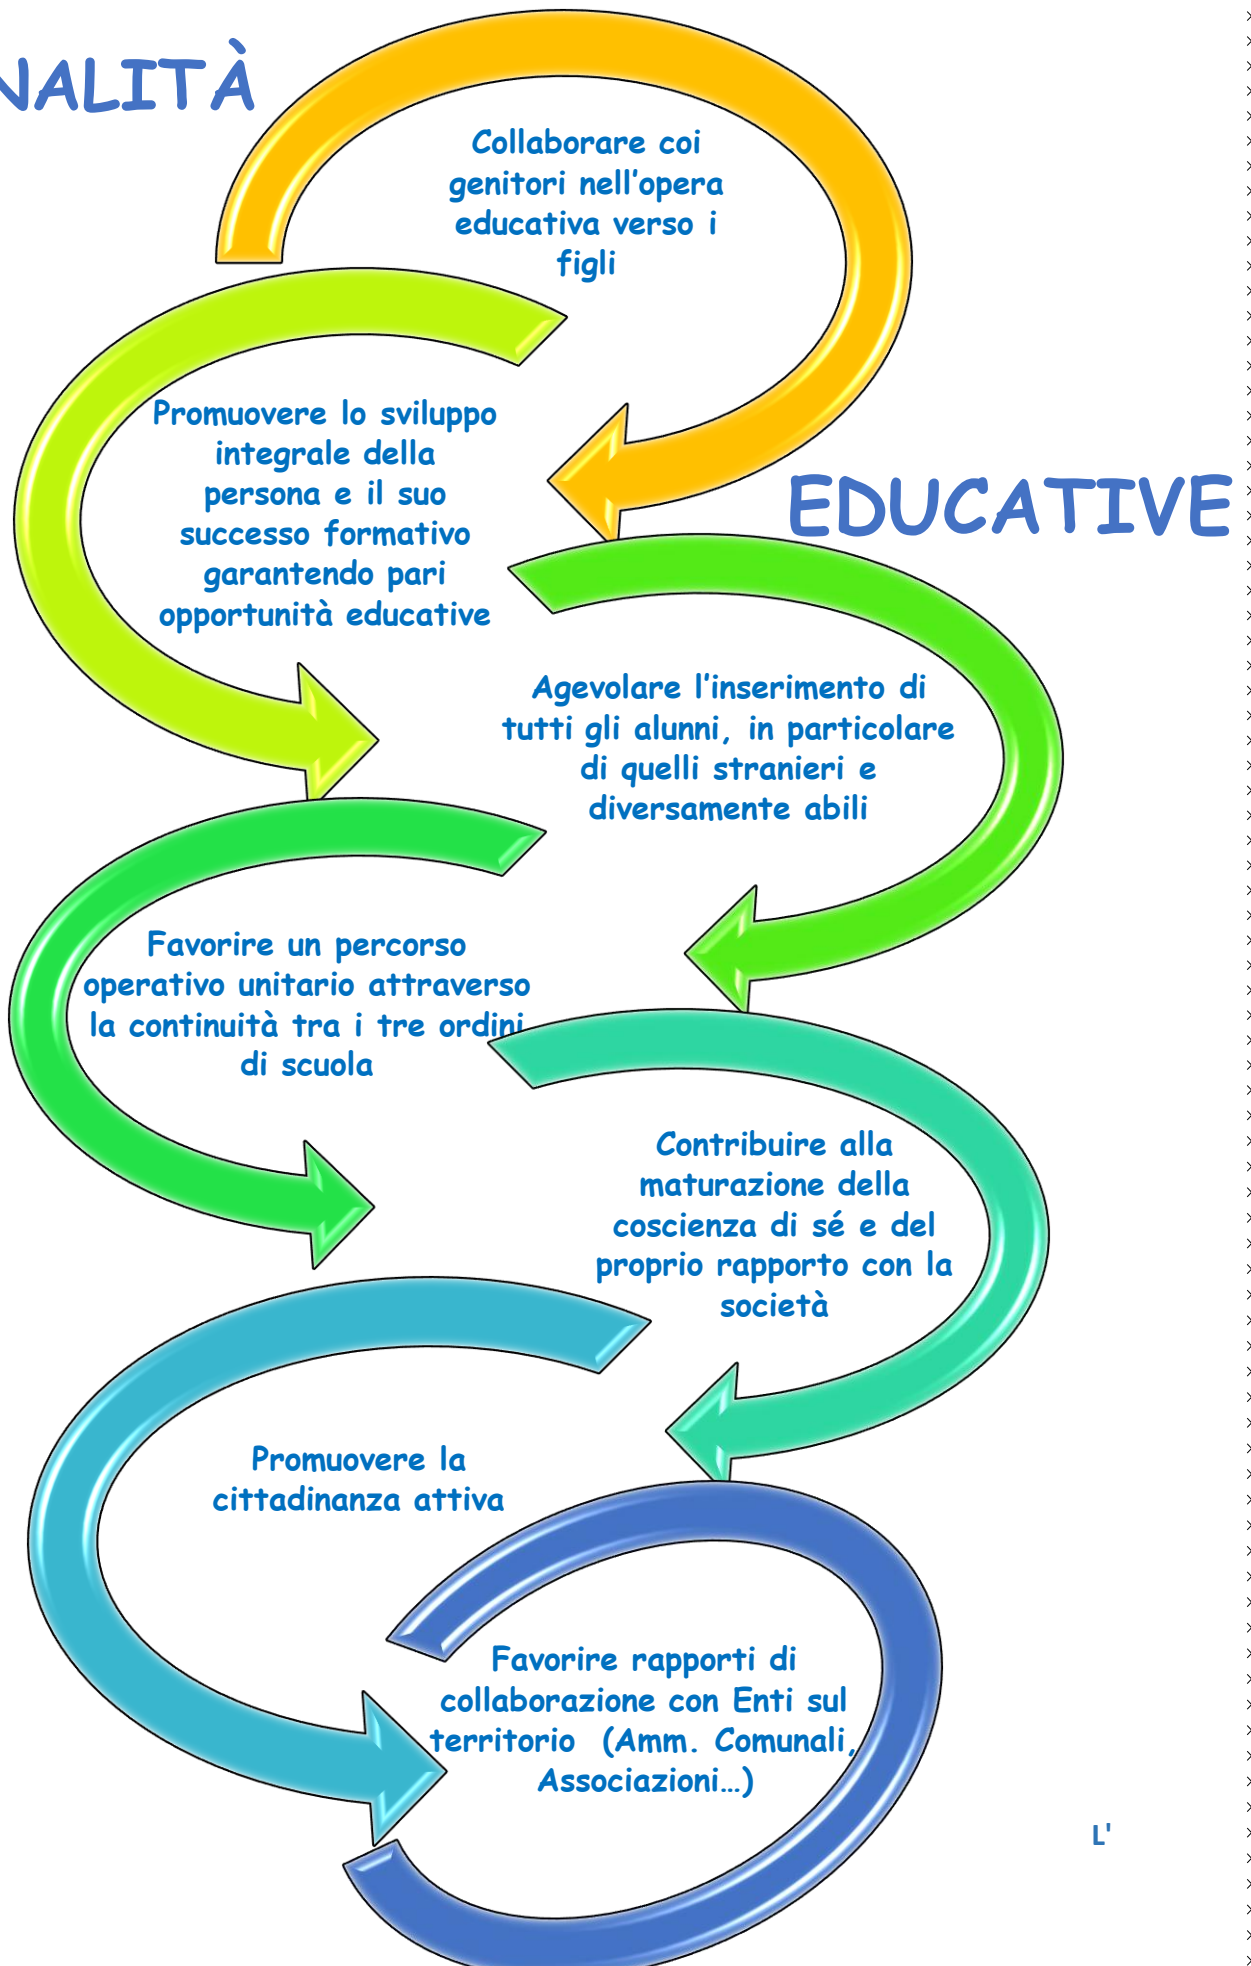 NALITÀ
Collaborare coi
genitori nell'opera
educativa verso i
figli
Promuovere lo sviluppo
integrale della
persona e il suo
successo formativo
garantendo pari
opportunità educative
EDUCATIVE
Agevolare l'inserimento di
tutti gli alunni, in particolare
di quelli stranieri e
diversamente abili
Favorire un percorso
operativo unitario attraverso
la continuità tra i tre ordini
di scuola
Contribuire alla
maturazione della
coscienza di sé e del
proprio rapporto con la
società
Promuovere la
cittadinanza attiva
Favorire rapporti di
collaborazione con Enti sul
territorio (Amm. Comunali,
Associazioni…)
L'